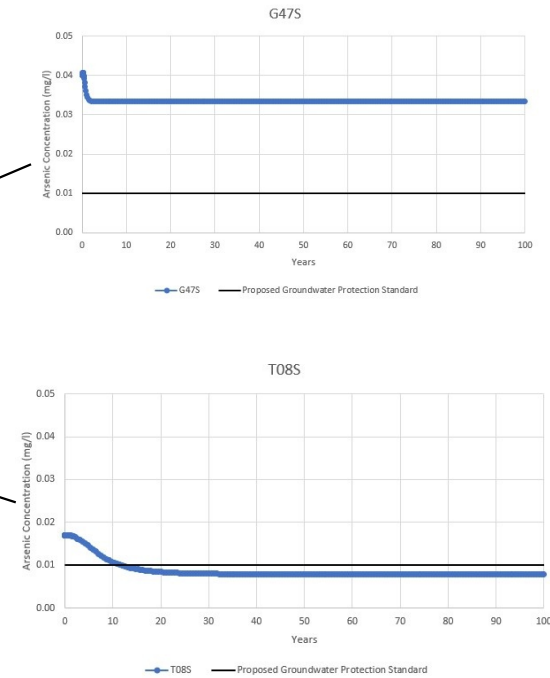 G47S
0.05
0.04
0.03
0.02
0.01
0.00
Arsenic Concentration (mg/l)
0 10 20 30 40 50 60 70 80 90 100
Years
G47S Proposed Groundwater Protection Standard
T08S
0.05
0.04
0.03
0.02
0.01
0.00
Arsenic Concentration (mg/l)
0 10 20 30 40 50 60 70 80 90 100
Years
T08S Proposed Groundwater Protection Standard